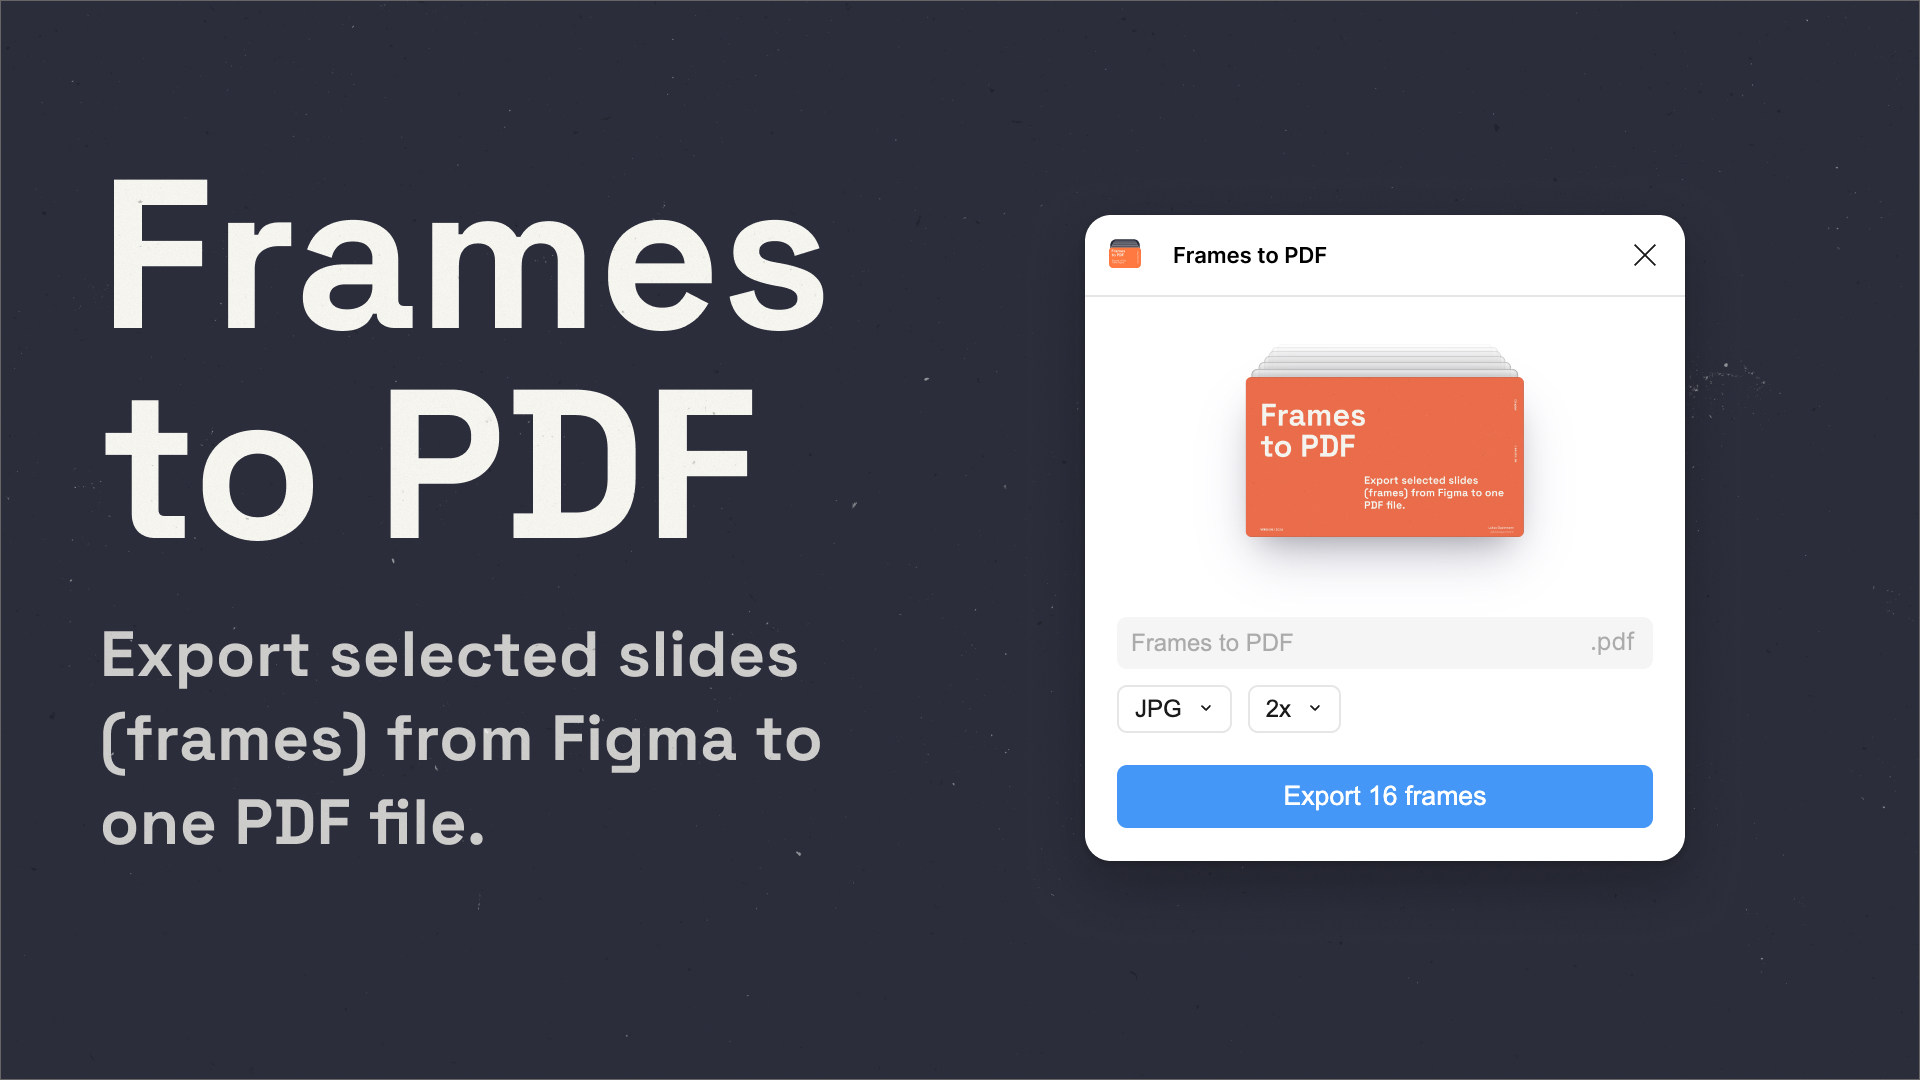 Frames
to PDF
Export selected slides
(frames) from Figma to
one PDF file.
Frames to PDF
Frames
to PDF
Export selected slides
(frames) from Figma to one
PDF file.
Frames to PDF .pdf
JPG 2x
Export 16 frames